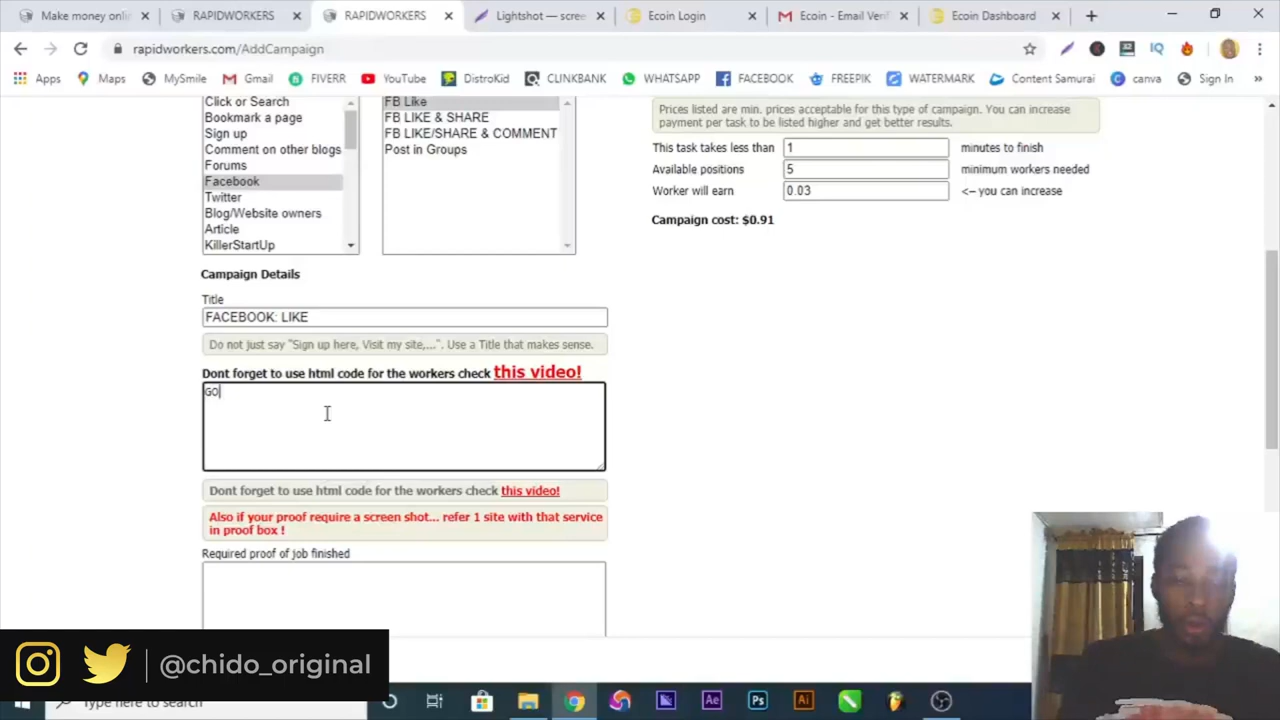 Make money onli
RAPIDWORKERS
RAPIDWORKERS
Lightshot — scree
Ecoin Login
Ecoin - Email Verif
Ecoin Dashboard
rapidworkers.com/AddCampaign
Apps
Maps
MySmile
Gmail
FIVERR
YouTube
DistroKid
CLINKBANK
WHATSAPP
FACEBOOK
FREEPIK
WATERMARK
Content Samurai
canva
Sign In
»
Click or Search
Bookmark a page
Sign up
Comment on other blogs
Forums
Facebook
Twitter
Blog/Website owners
Article
KillerStartUp
FB Like
FB LIKE & SHARE
FB LIKE/SHARE & COMMENT
Post in Groups
Prices listed are min. prices acceptable for this type of campaign. You can increase
payment per task to be listed higher and get better results.
This task takes less than 1 minutes to finish
Available positions 5 minimum workers needed
Worker will earn 0.03 <-- you can increase
Campaign cost: $0.91
Campaign Details
Title
FACEBOOK: LIKE
Do not just say "Sign up here, Visit my site,...". Use a Title that makes sense.
Dont forget to use html code for the workers check this video!
GO
Dont forget to use html code for the workers check this video!
Also if your proof require a screen shot... refer 1 site with that service
in proof box !
Required proof of job finished
@chido_original
Type here to search
Ae
Ps
Ai